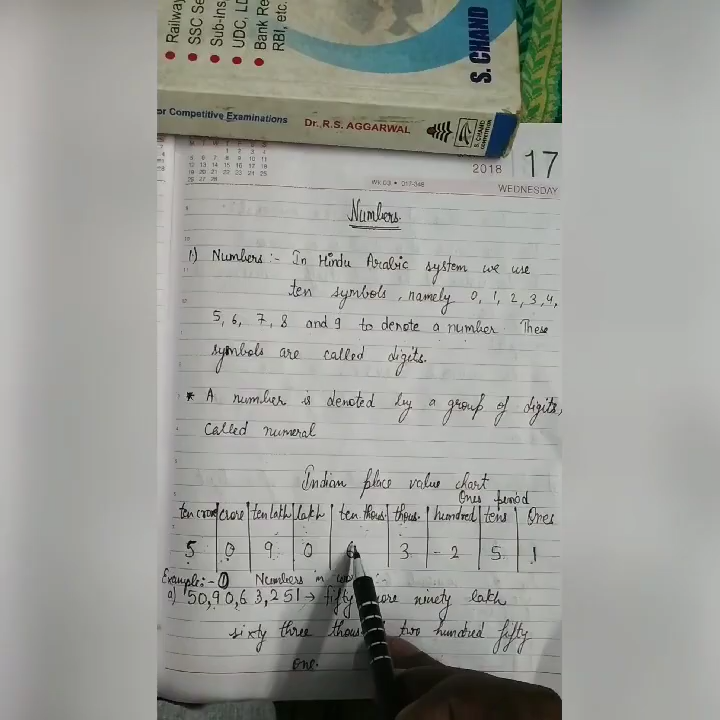 Railway
SSC Se
Sub-Ins
UDC, LD
Bank Re
RBI, etc.
S. CHAND
or Competitive Examinations Dr. R.S. AGGARWAL
2018 17
WEDNESDAY
Numbers.
1) Numbers :- In Hindu Arabic system we use
ten symbols, namely 0, 1, 2, 3, 4,
5, 6, 7, 8 and 9 to denote a number. These
symbols are called digits.
* A number is denoted by a group of digits,
called numeral
Indian place value chart
Ones period
ten crore crore ten lakh lakh ten thous. thous. hundred tens Ones
5 0 9 0 6 3 2 5 1
Example:- 1 Numbers in
a) 50,90,63,251 → fifty crore ninety lakh
sixty three thous two hundred fifty
one.